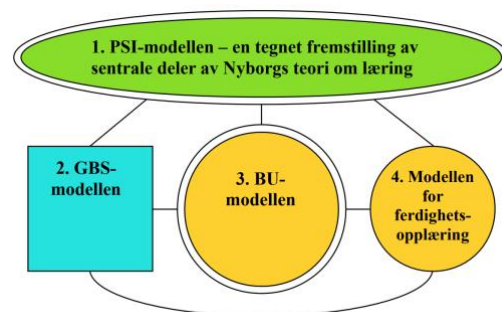 1. PSI-modellen – en tegnet fremstilling av
sentrale deler av Nyborgs teori om læring
2. GBS-
modellen
3. BU-
modellen
4. Modellen
for
ferdighets-
opplæring